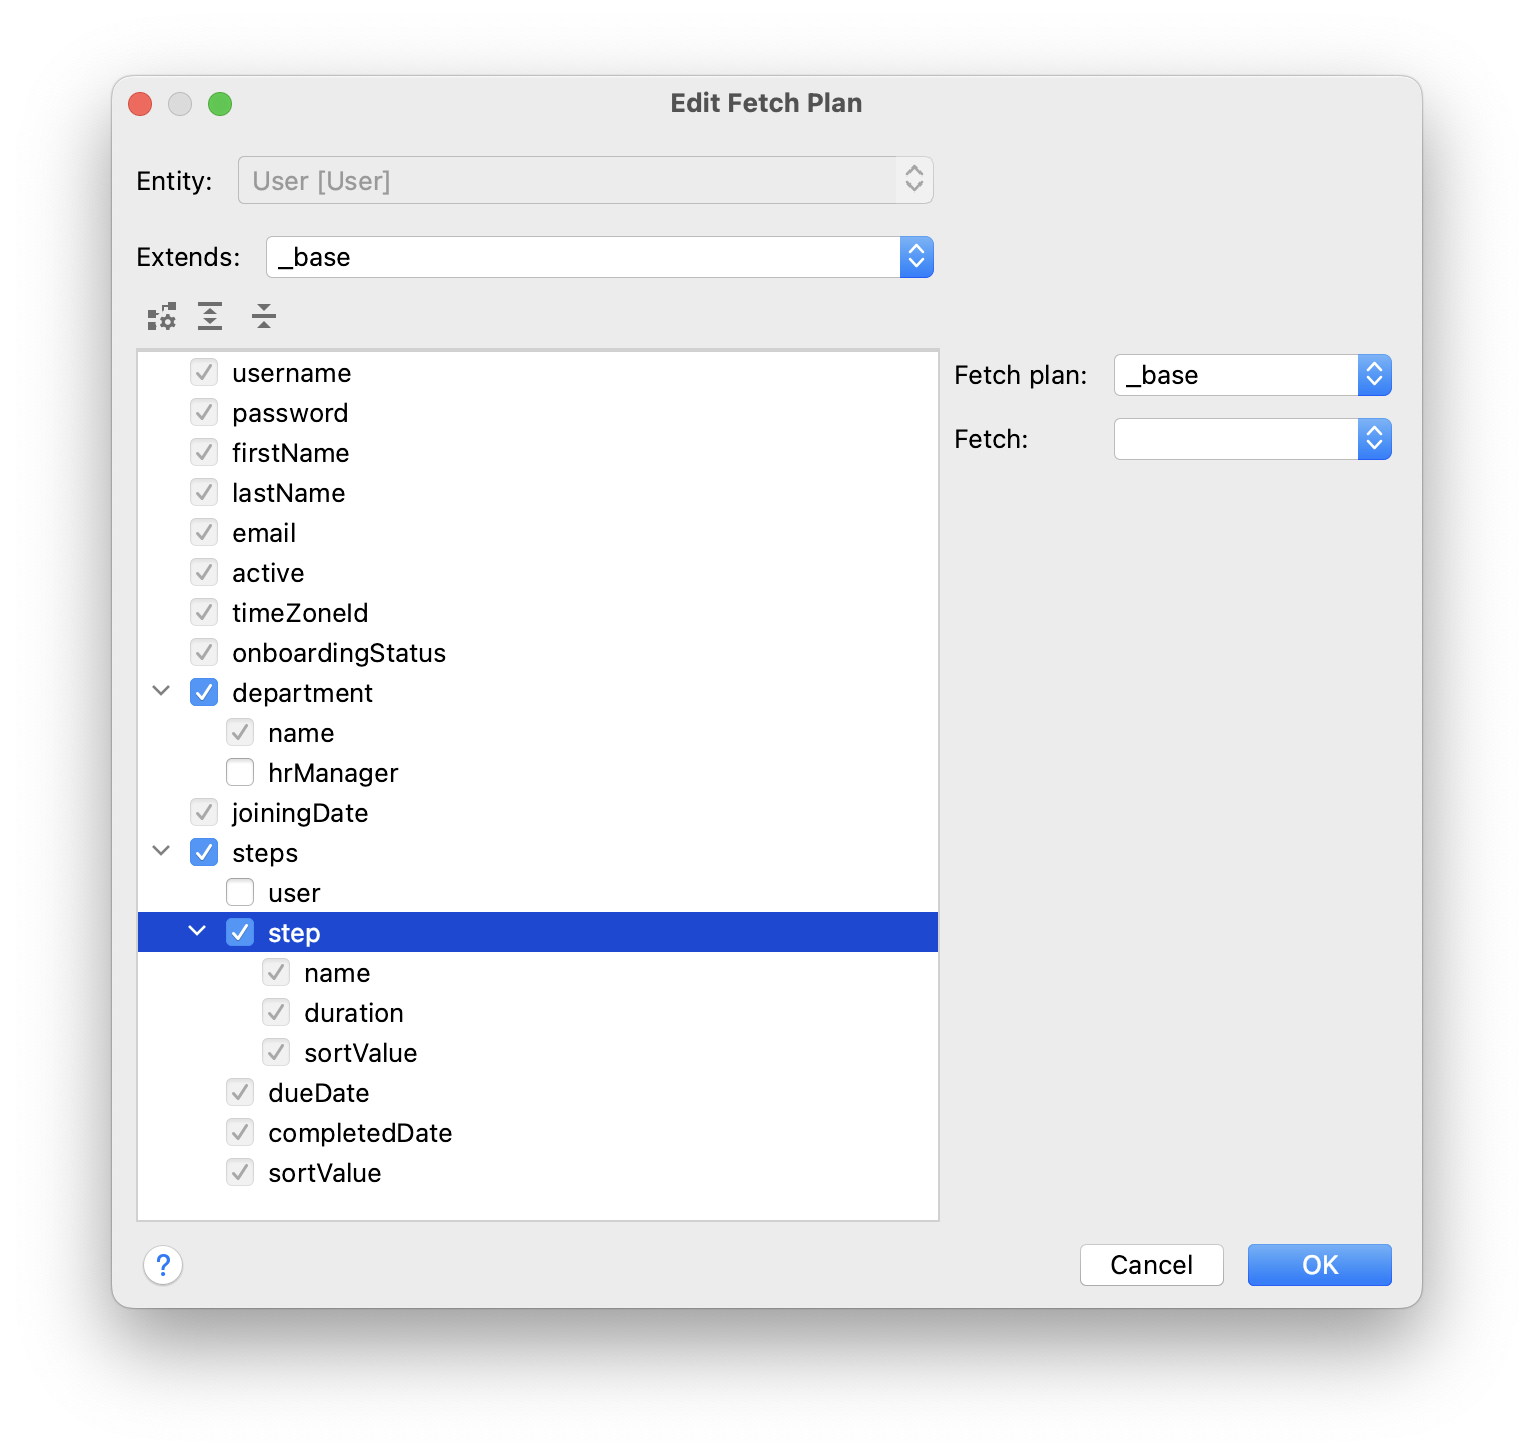 Edit Fetch Plan
Entity: User [User]
Extends: _base
username
Fetch plan: _base
password
Fetch:
firstName
lastName
email
active
timeZoneId
onboardingStatus
department
name
hrManager
joiningDate
steps
user
step
name
duration
sortValue
dueDate
completedDate
sortValue
? Cancel OK